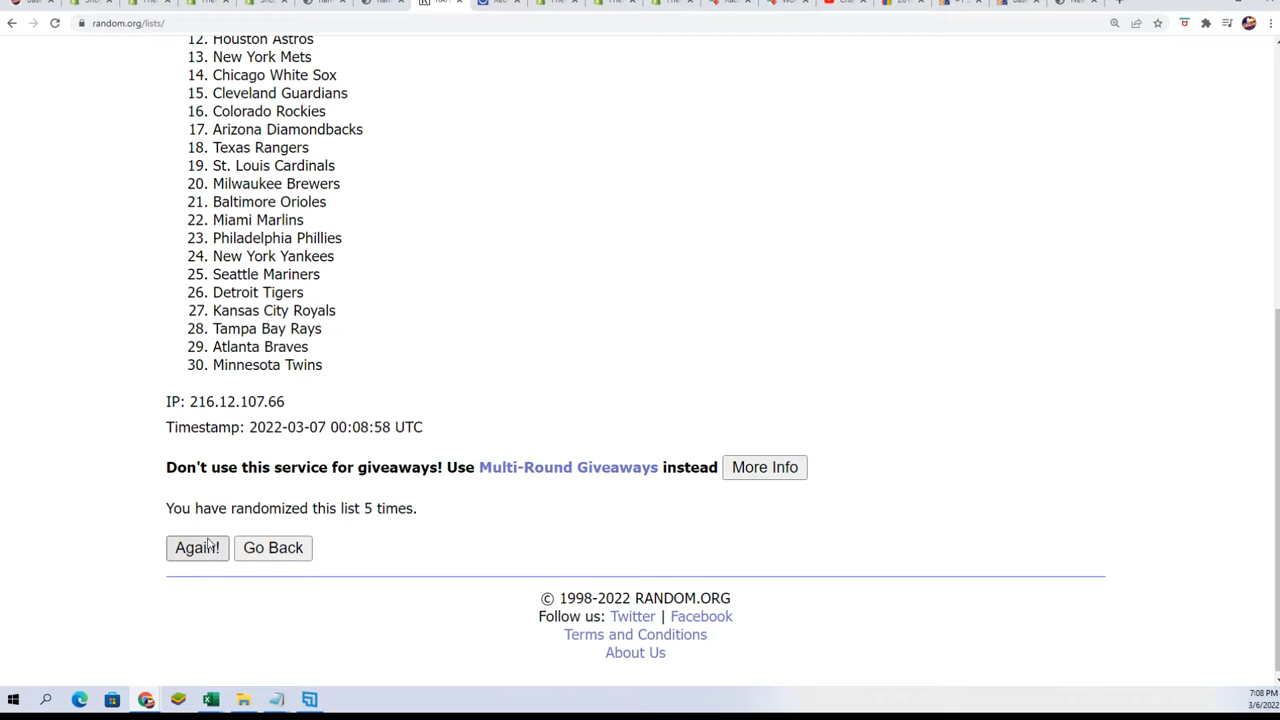 random.org/lists/
12. Houston Astros
13. New York Mets
14. Chicago White Sox
15. Cleveland Guardians
16. Colorado Rockies
17. Arizona Diamondbacks
18. Texas Rangers
19. St. Louis Cardinals
20. Milwaukee Brewers
21. Baltimore Orioles
22. Miami Marlins
23. Philadelphia Phillies
24. New York Yankees
25. Seattle Mariners
26. Detroit Tigers
27. Kansas City Royals
28. Tampa Bay Rays
29. Atlanta Braves
30. Minnesota Twins
IP: 216.12.107.66
Timestamp: 2022-03-07 00:08:58 UTC
Don't use this service for giveaways! Use Multi-Round Giveaways instead More Info
You have randomized this list 5 times.
Again! Go Back
© 1998-2022 RANDOM.ORG
Follow us: Twitter | Facebook
Terms and Conditions
About Us
7:08 PM
3/6/2022